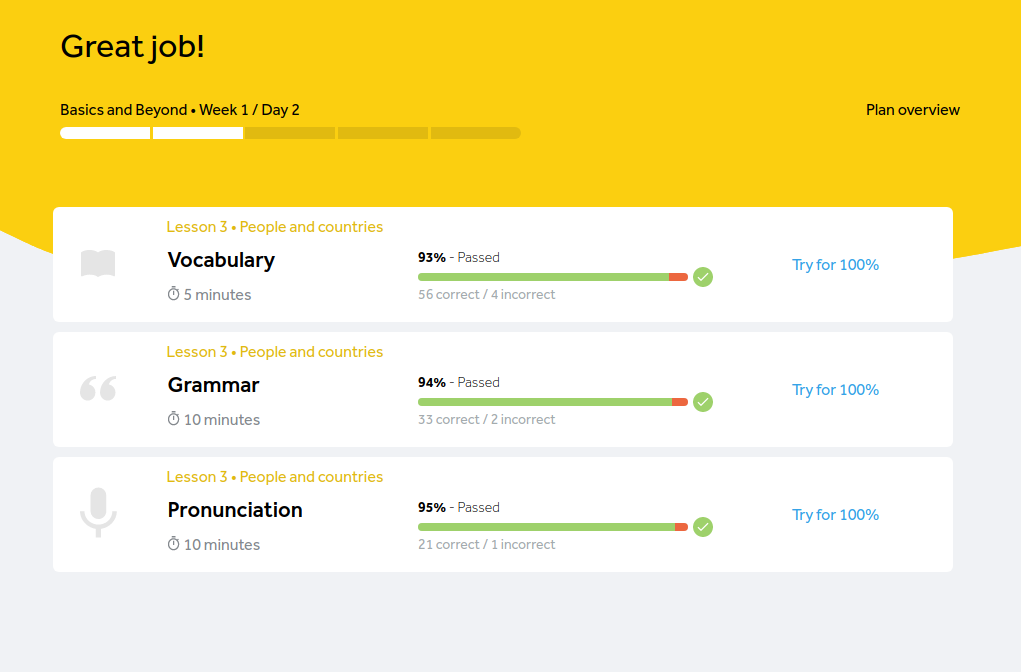 Great job!
Basics and Beyond • Week 1 / Day 2
Plan overview
Lesson 3 • People and countries
Vocabulary
5 minutes
93% - Passed
56 correct / 4 incorrect
Try for 100%
Lesson 3 • People and countries
Grammar
10 minutes
94% - Passed
33 correct / 2 incorrect
Try for 100%
Lesson 3 • People and countries
Pronunciation
10 minutes
95% - Passed
21 correct / 1 incorrect
Try for 100%